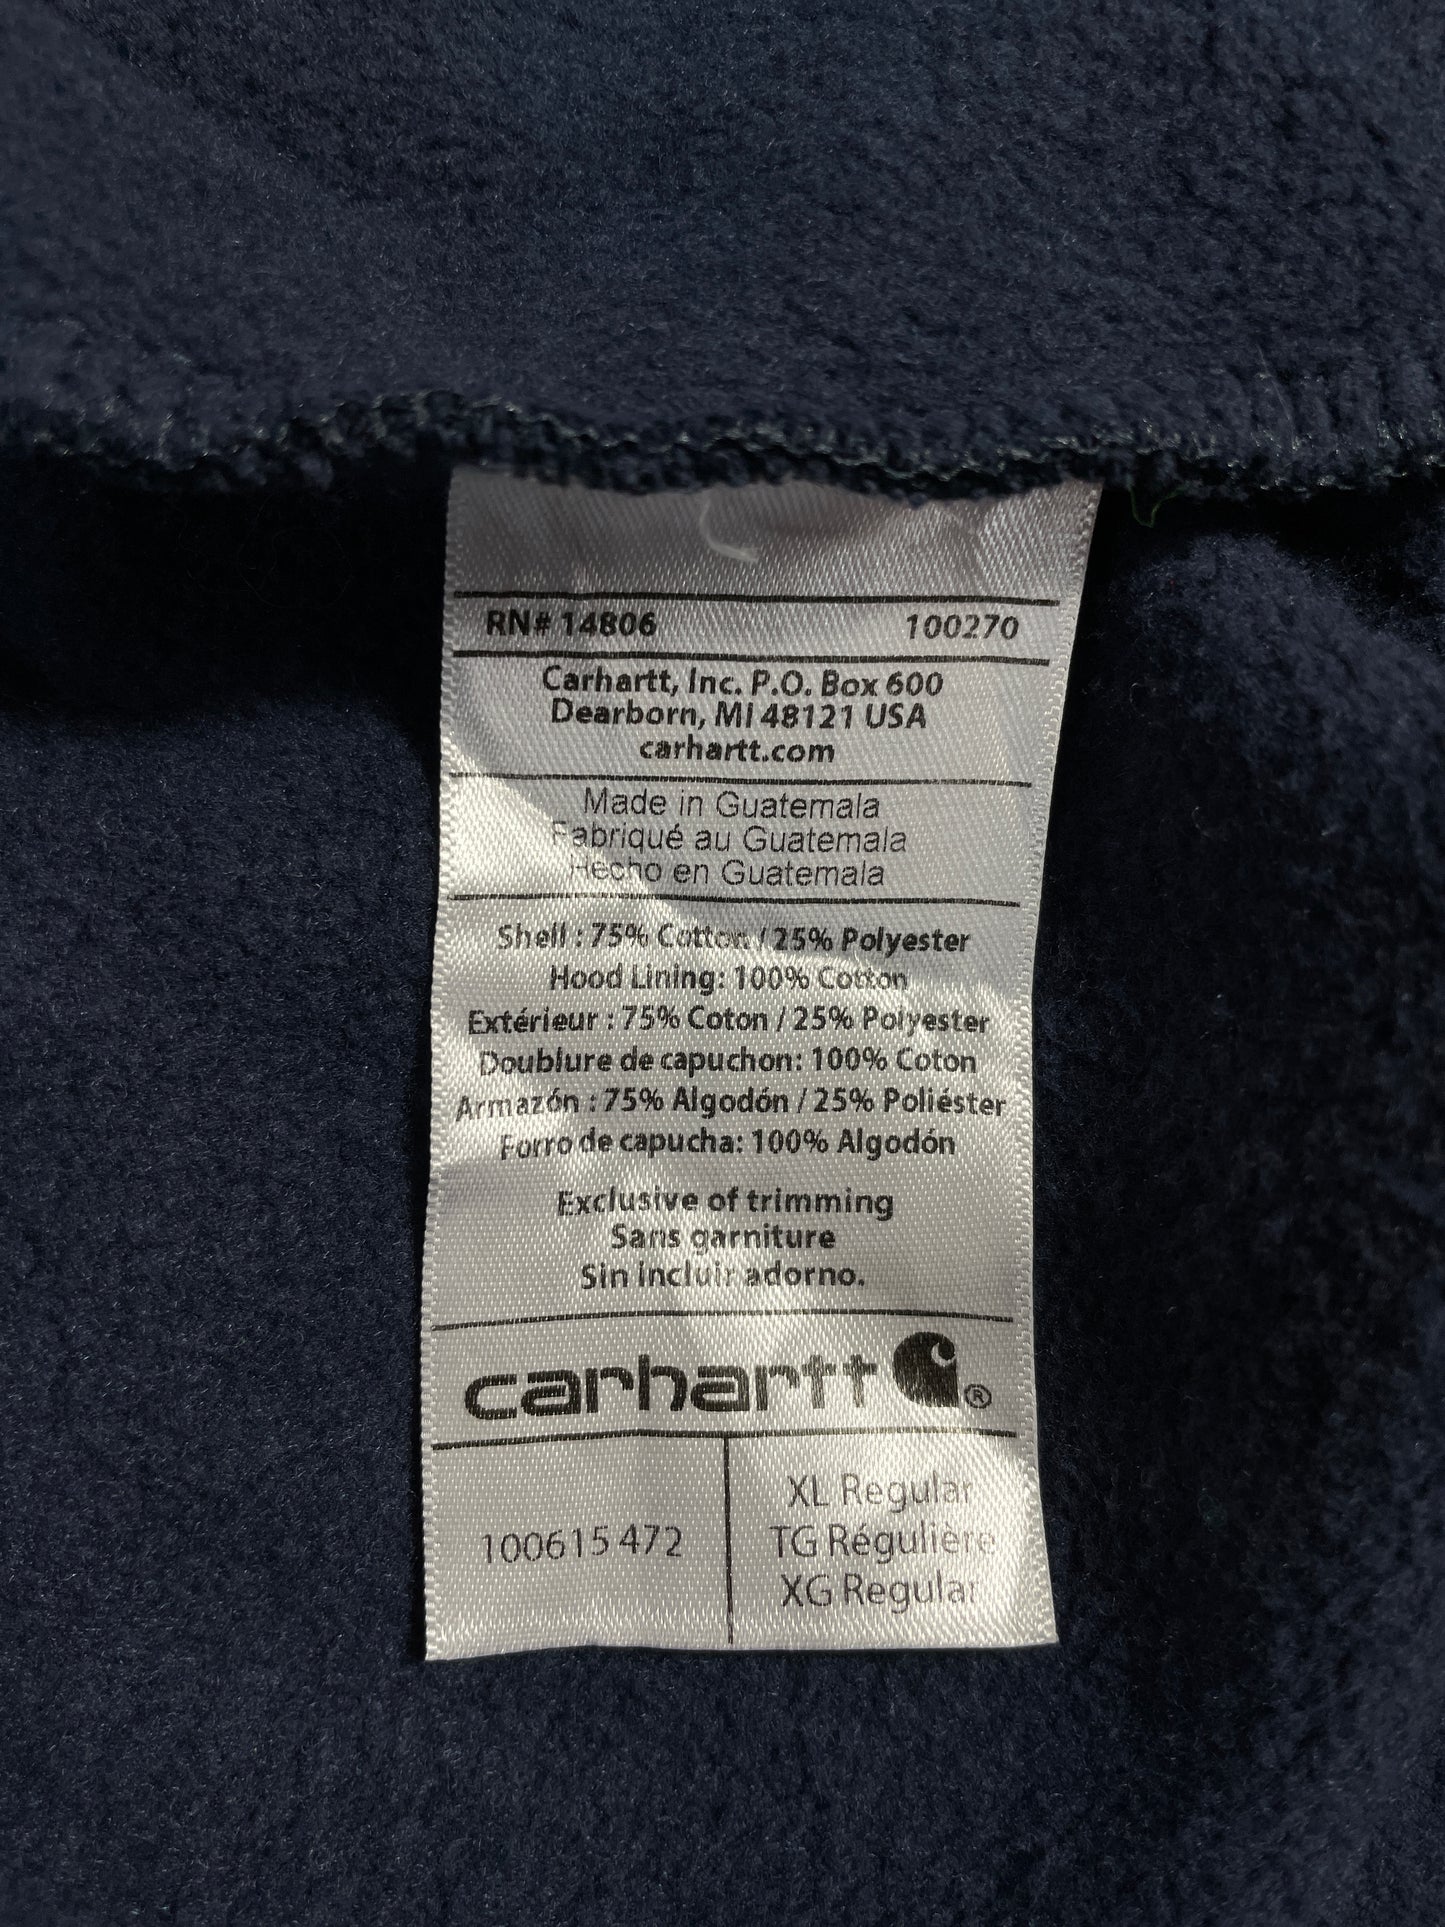 RN# 14806 100270
Carhartt, Inc. P.O. Box 600
Dearborn, MI 48121 USA
carhartt.com
Made in Guatemala
Fabriqué au Guatemala
Hecho en Guatemala
Shell : 75% Cotton / 25% Polyester
Hood Lining: 100% Cotton
Extérieur : 75% Coton / 25% Polyester
Doublure de capuchon: 100% Coton
Armazón : 75% Algodón / 25% Poliéster
Forro de capucha: 100% Algodón
Exclusive of trimming
Sans garniture
Sin incluir adorno.
carhartt ®
100615 472
XL Regular
TG Régulière
XG Regular